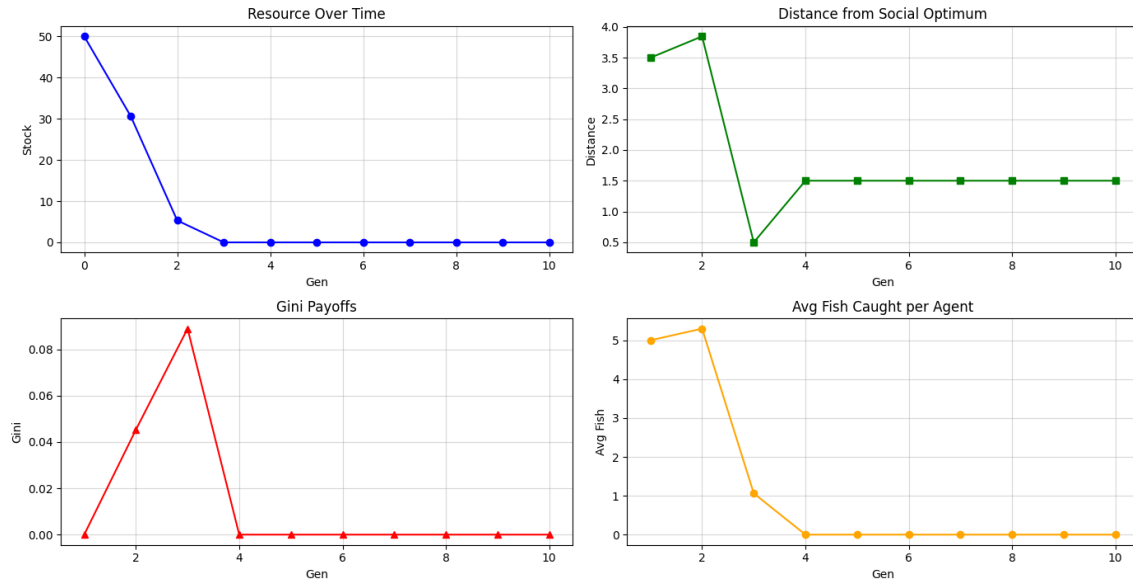 Resource Over Time
50
40
30
20
10
0
Stock
0 2 4 6 8 10
Gen
Distance from Social Optimum
4.0
3.5
3.0
2.5
2.0
1.5
1.0
0.5
Distance
2 4 6 8 10
Gen
Gini Payoffs
0.08
0.06
0.04
0.02
0.00
Gini
2 4 6 8 10
Gen
Avg Fish Caught per Agent
5
4
3
2
1
0
Avg Fish
2 4 6 8 10
Gen